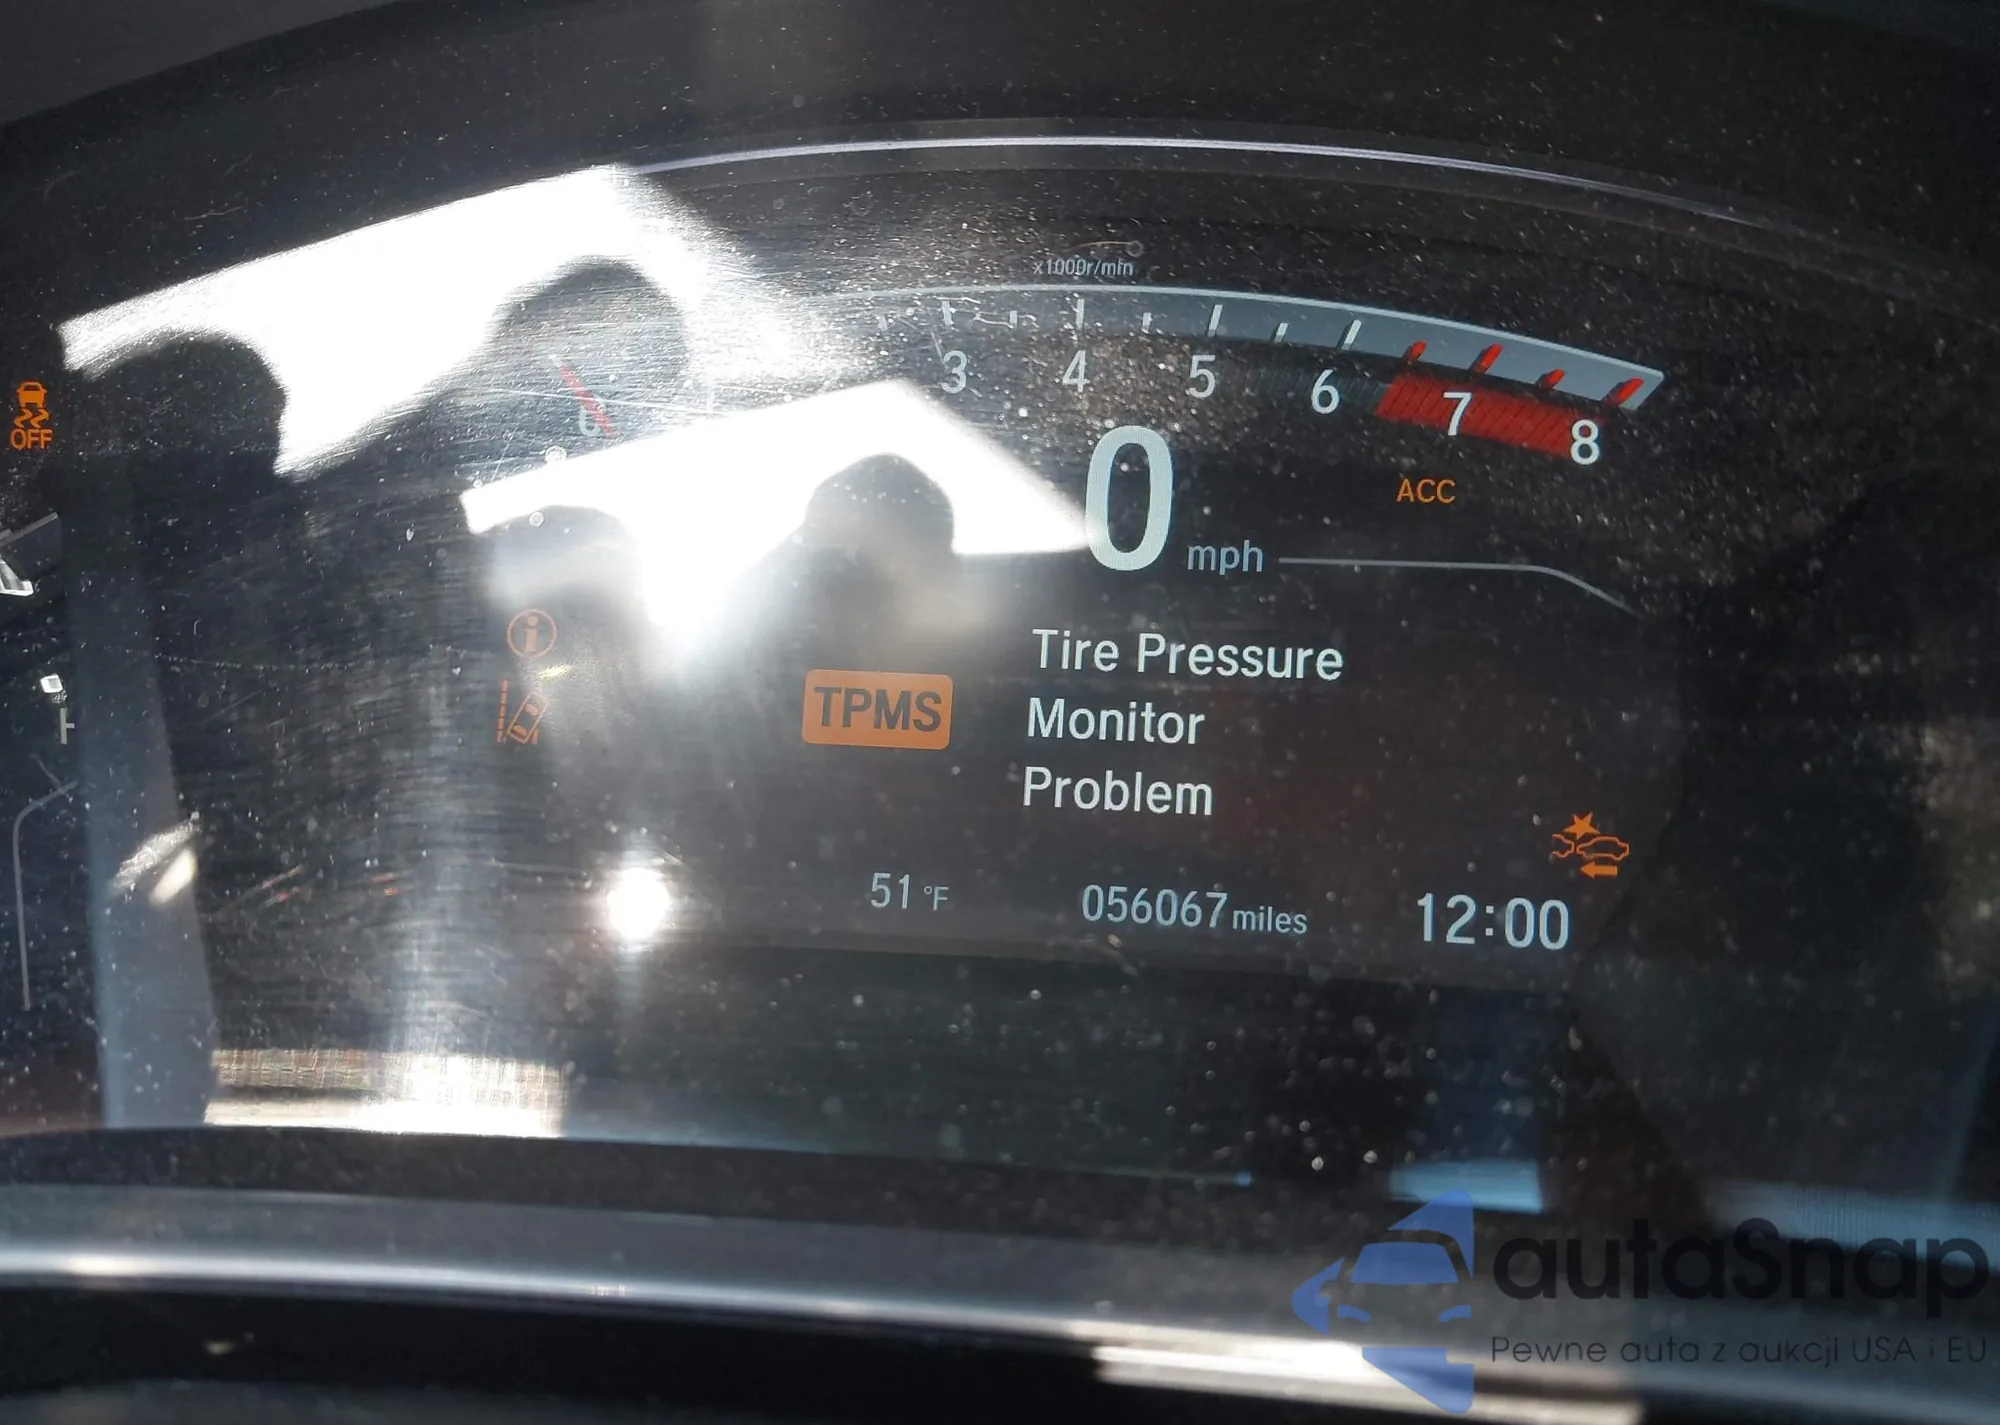 x1000r/min
3 4 5 6 7 8
0 mph
ACC
OFF
TPMS
Tire Pressure
Monitor
Problem
51 °F
056067 miles
12:00
H
autaSnap
Pewne auta z aukcji USA i EU